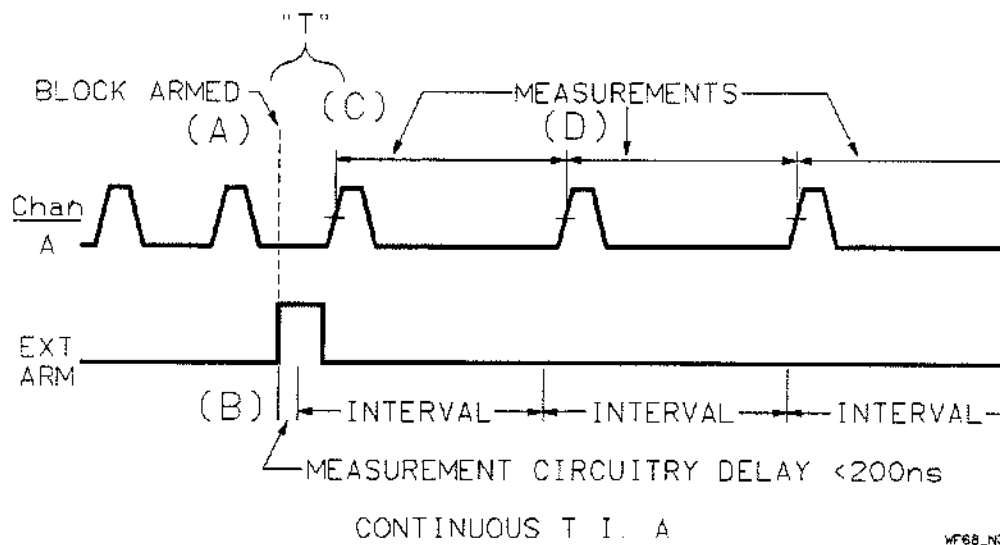 "T"
BLOCK ARMED
(A)
(C)
MEASUREMENTS
(D)
Chan
A
EXT
ARM
(B)
INTERVAL
INTERVAL
INTERVAL
MEASUREMENT CIRCUITRY DELAY <200ns
CONTINUOUS T I. A